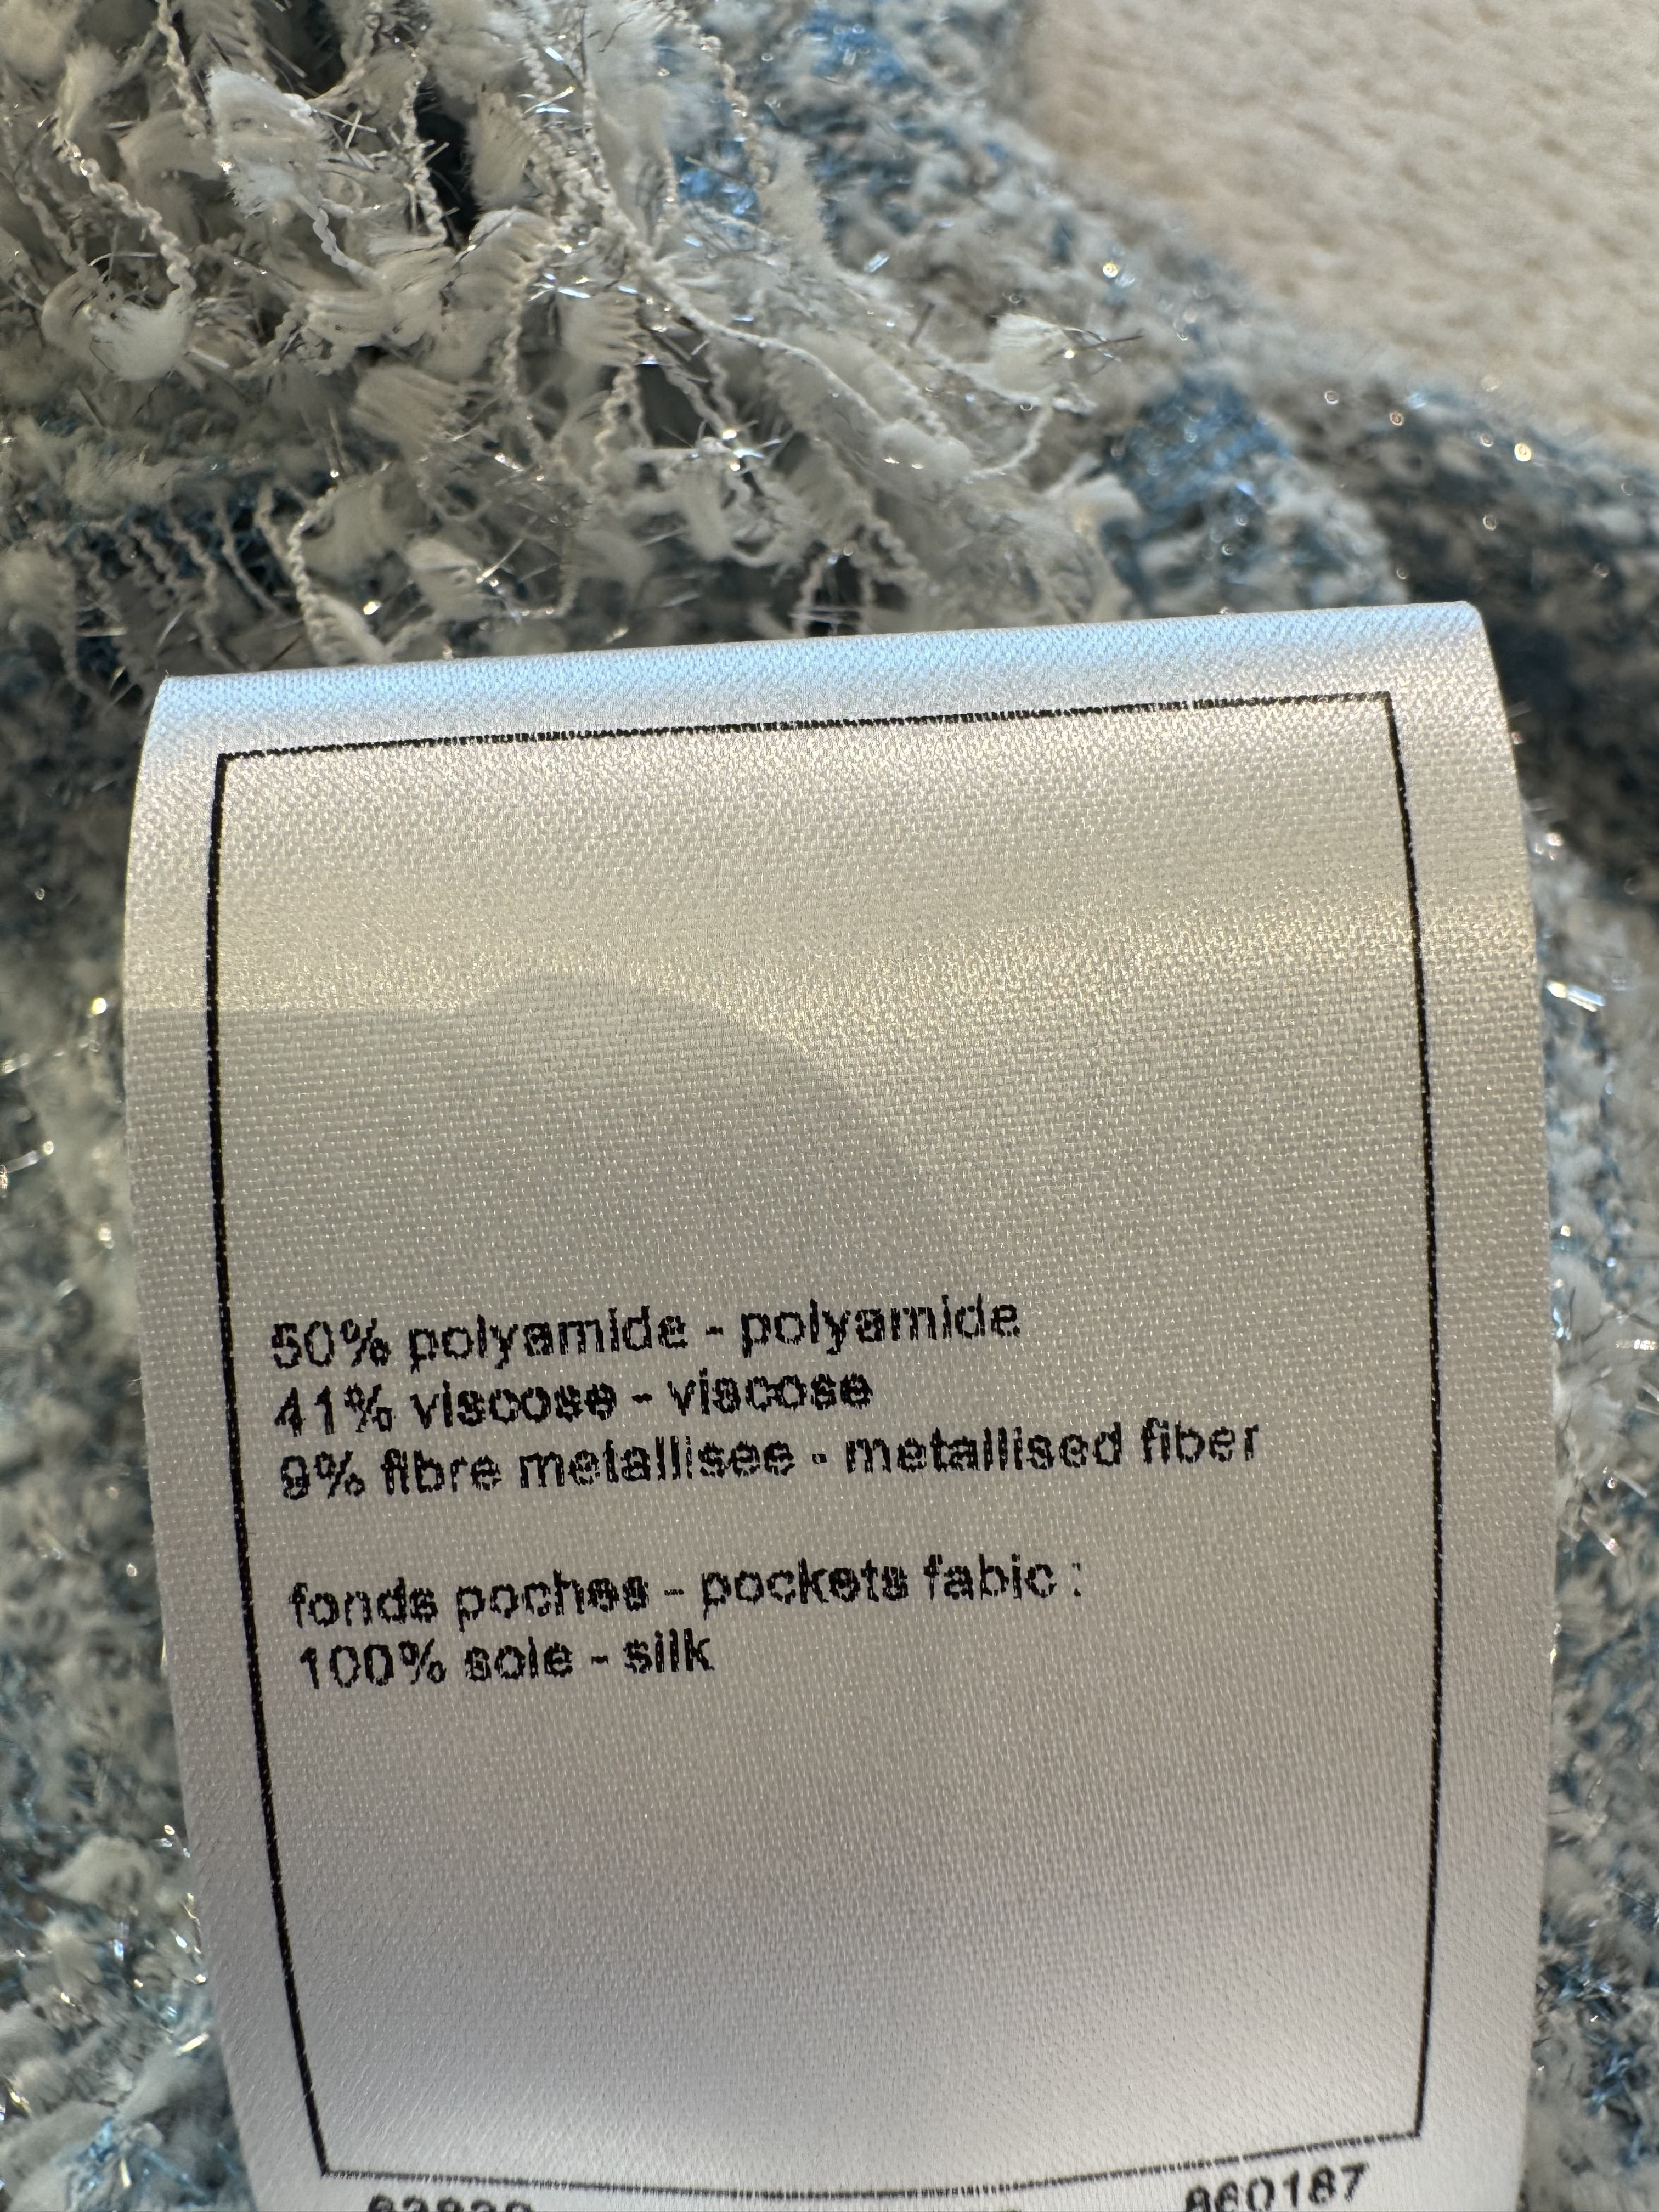 50% polyamide - polyamide
41% viscose - viscose
9% fibre metallisee - metallised fiber
fonds poches - pockets fabic :
100% soie - silk
860187